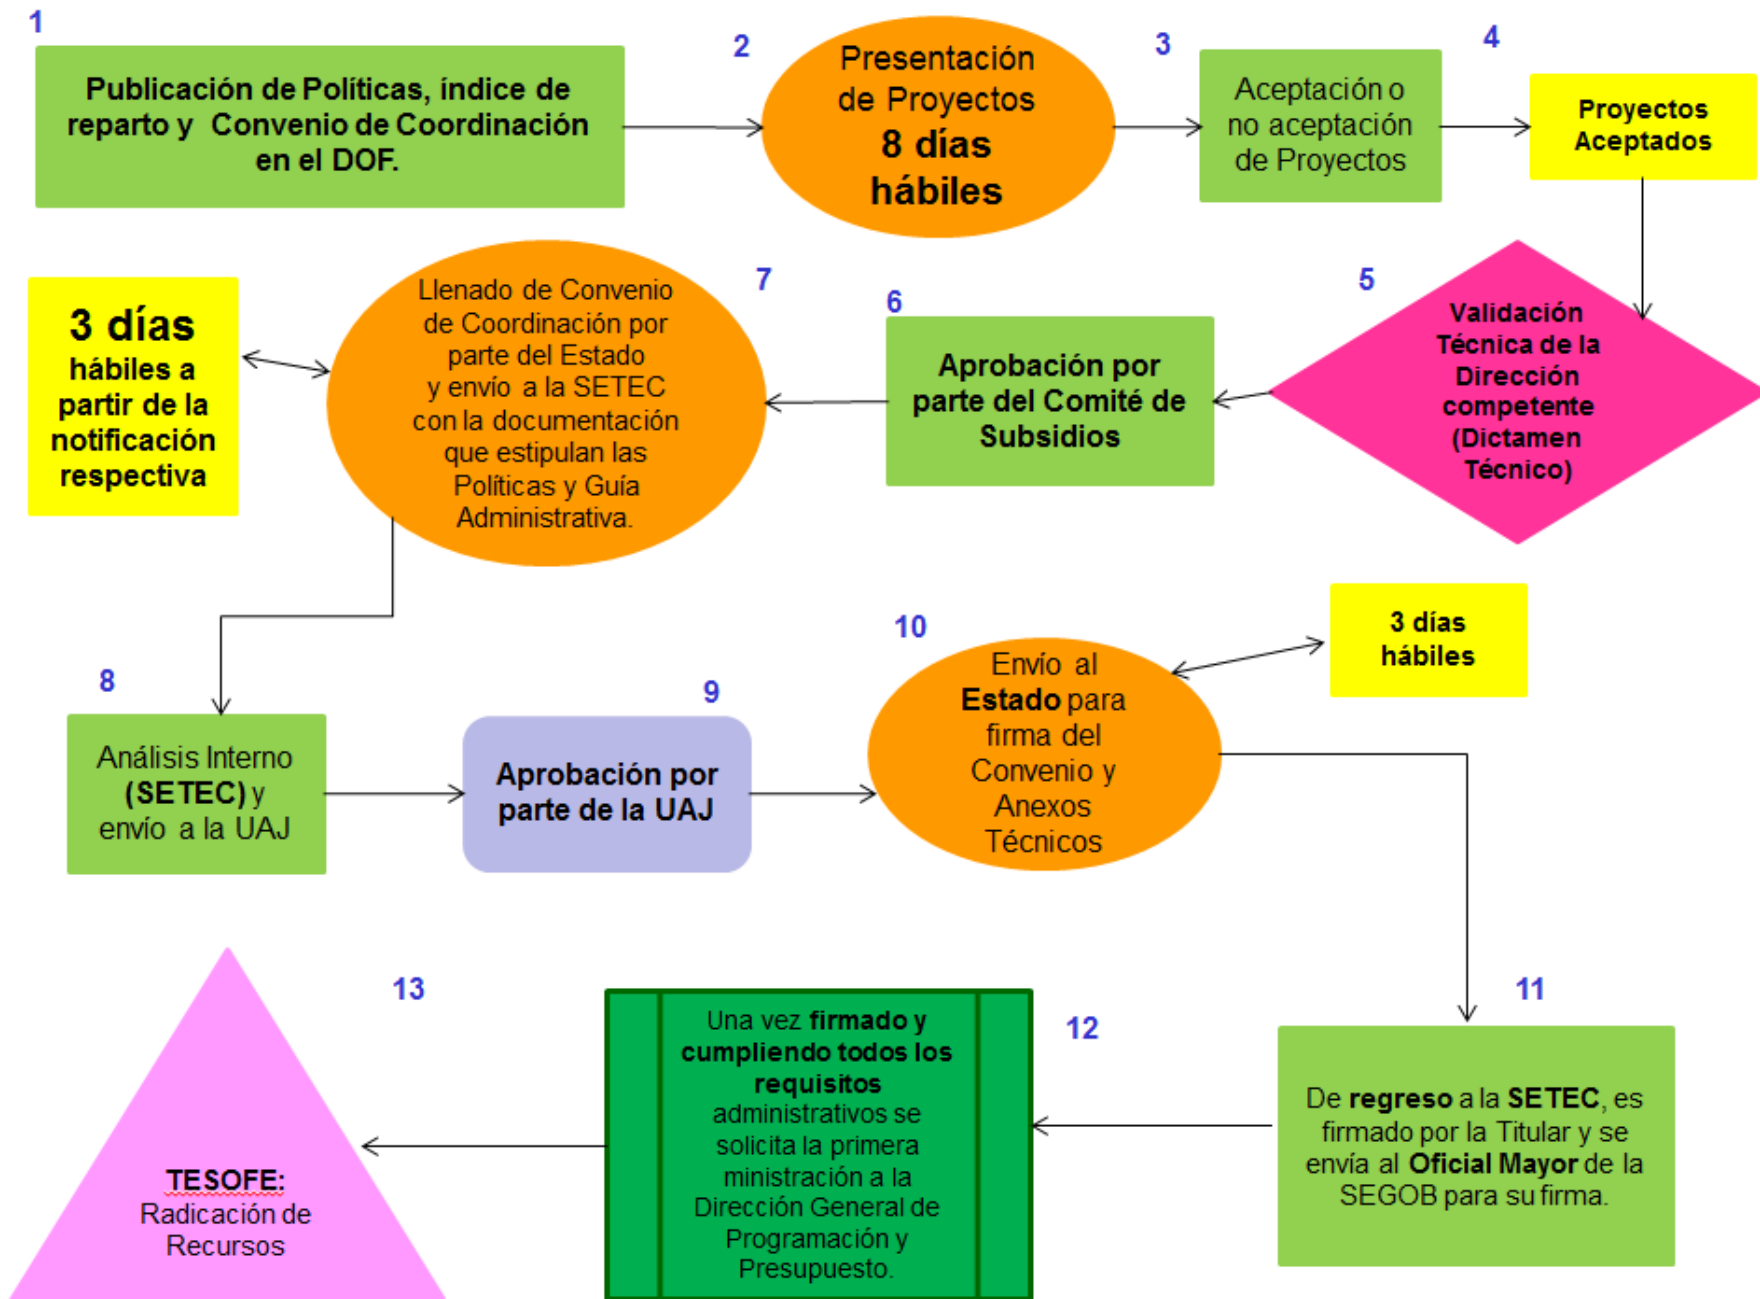 1
Publicación de Políticas, índice de
reparto y Convenio de Coordinación
en el DOF.
2
Presentación
de Proyectos
8 días
hábiles
3
Aceptación o
no aceptación
de Proyectos
4
Proyectos
Aceptados
5
Validación
Técnica de la
Dirección
competente
(Dictamen
Técnico)
6
Aprobación por
parte del Comité de
Subsidios
7
Llenado de Convenio
de Coordinación por
parte del Estado
y envío a la SETEC
con la documentación
que estipulan las
Políticas y Guía
Administrativa.
3 días
hábiles a
partir de la
notificación
respectiva
8
Análisis Interno
(SETEC) y
envío a la UAJ
9
Aprobación por
parte de la UAJ
10
Envío al
Estado para
firma del
Convenio y
Anexos
Técnicos
3 días
hábiles
11
De regreso a la SETEC, es
firmado por la Titular y se
envía al Oficial Mayor de la
SEGOB para su firma.
12
Una vez firmado y
cumpliendo todos los
requisitos
administrativos se
solicita la primera
ministración a la
Dirección General de
Programación y
Presupuesto.
13
TESOFE:
Radicación de
Recursos